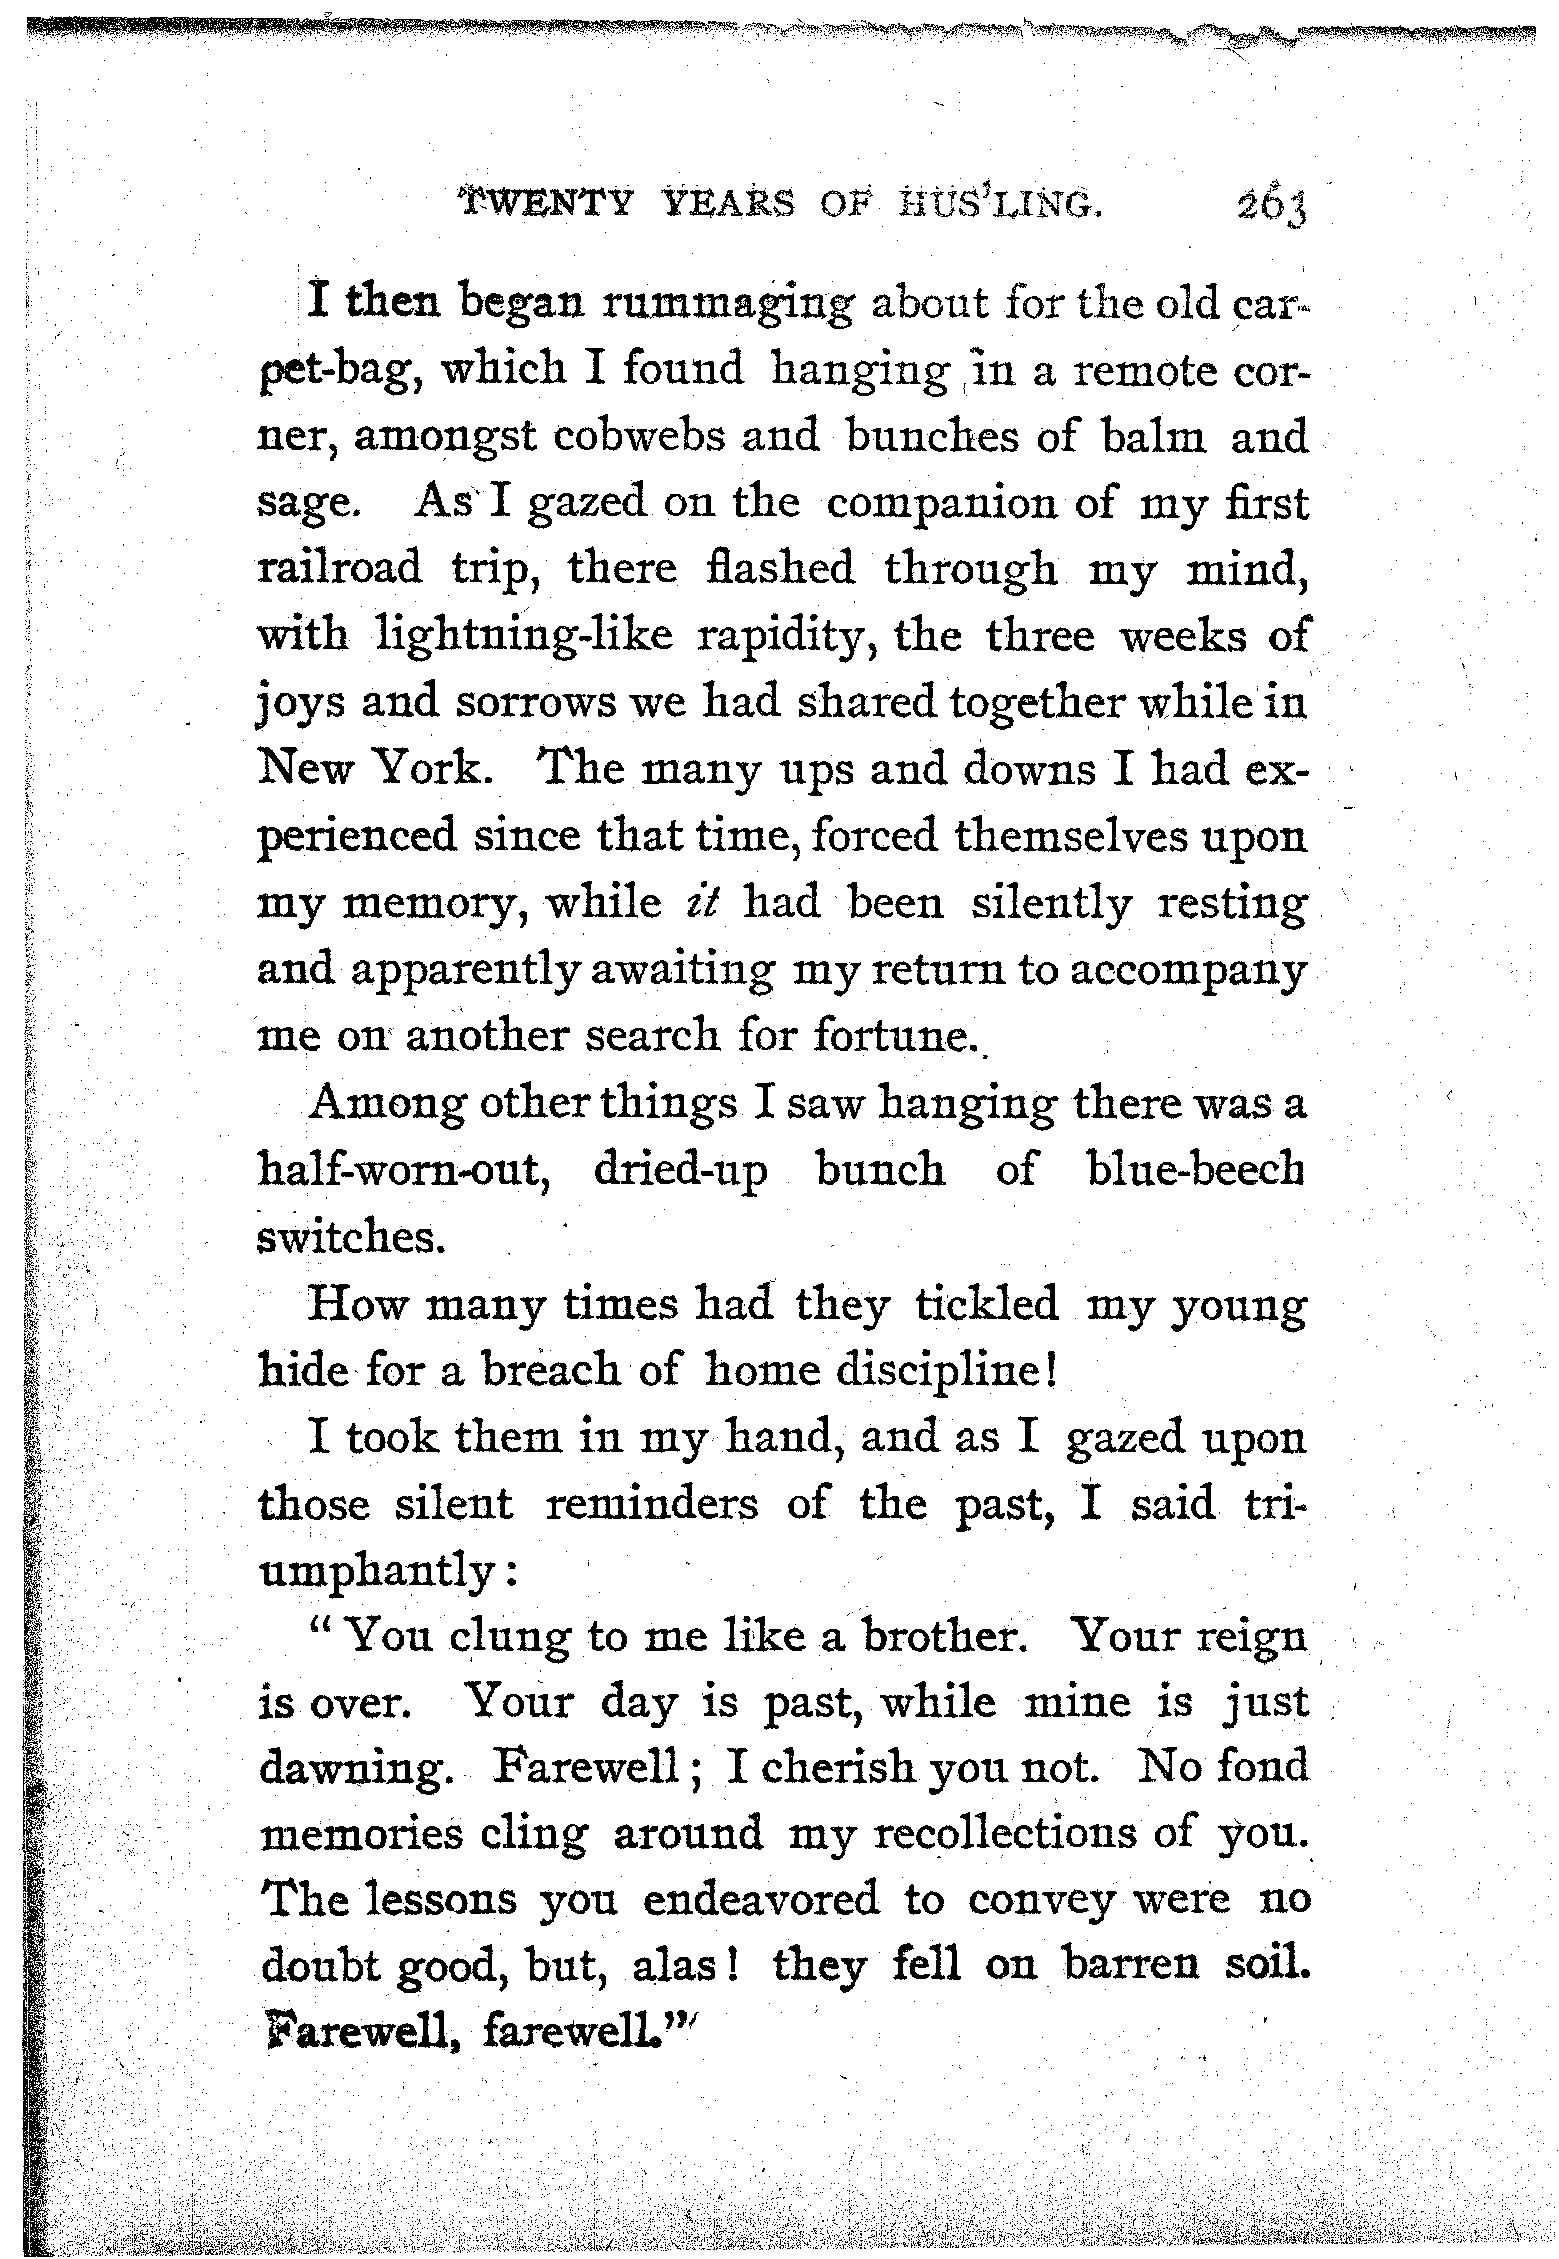 TWENTY YEARS OF HUS'LING. 263
I then began rummaging about for the old car-
pet-bag, which I found hanging in a remote cor-
ner, amongst cobwebs and bunches of balm and
sage. As I gazed on the companion of my first
railroad trip, there flashed through my mind,
with lightning-like rapidity, the three weeks of
joys and sorrows we had shared together while in
New York. The many ups and downs I had ex-
perienced since that time, forced themselves upon
my memory, while it had been silently resting
and apparently awaiting my return to accompany
me on another search for fortune.
Among other things I saw hanging there was a
half-worn-out, dried-up bunch of blue-beech
switches.
How many times had they tickled my young
hide for a breach of home discipline!
I took them in my hand, and as I gazed upon
those silent reminders of the past, I said tri-
umphantly:
"You clung to me like a brother. Your reign
is over. Your day is past, while mine is just
dawning. Farewell; I cherish you not. No fond
memories cling around my recollections of you.
The lessons you endeavored to convey were no
doubt good, but, alas! they fell on barren soil.
Farewell, farewell."